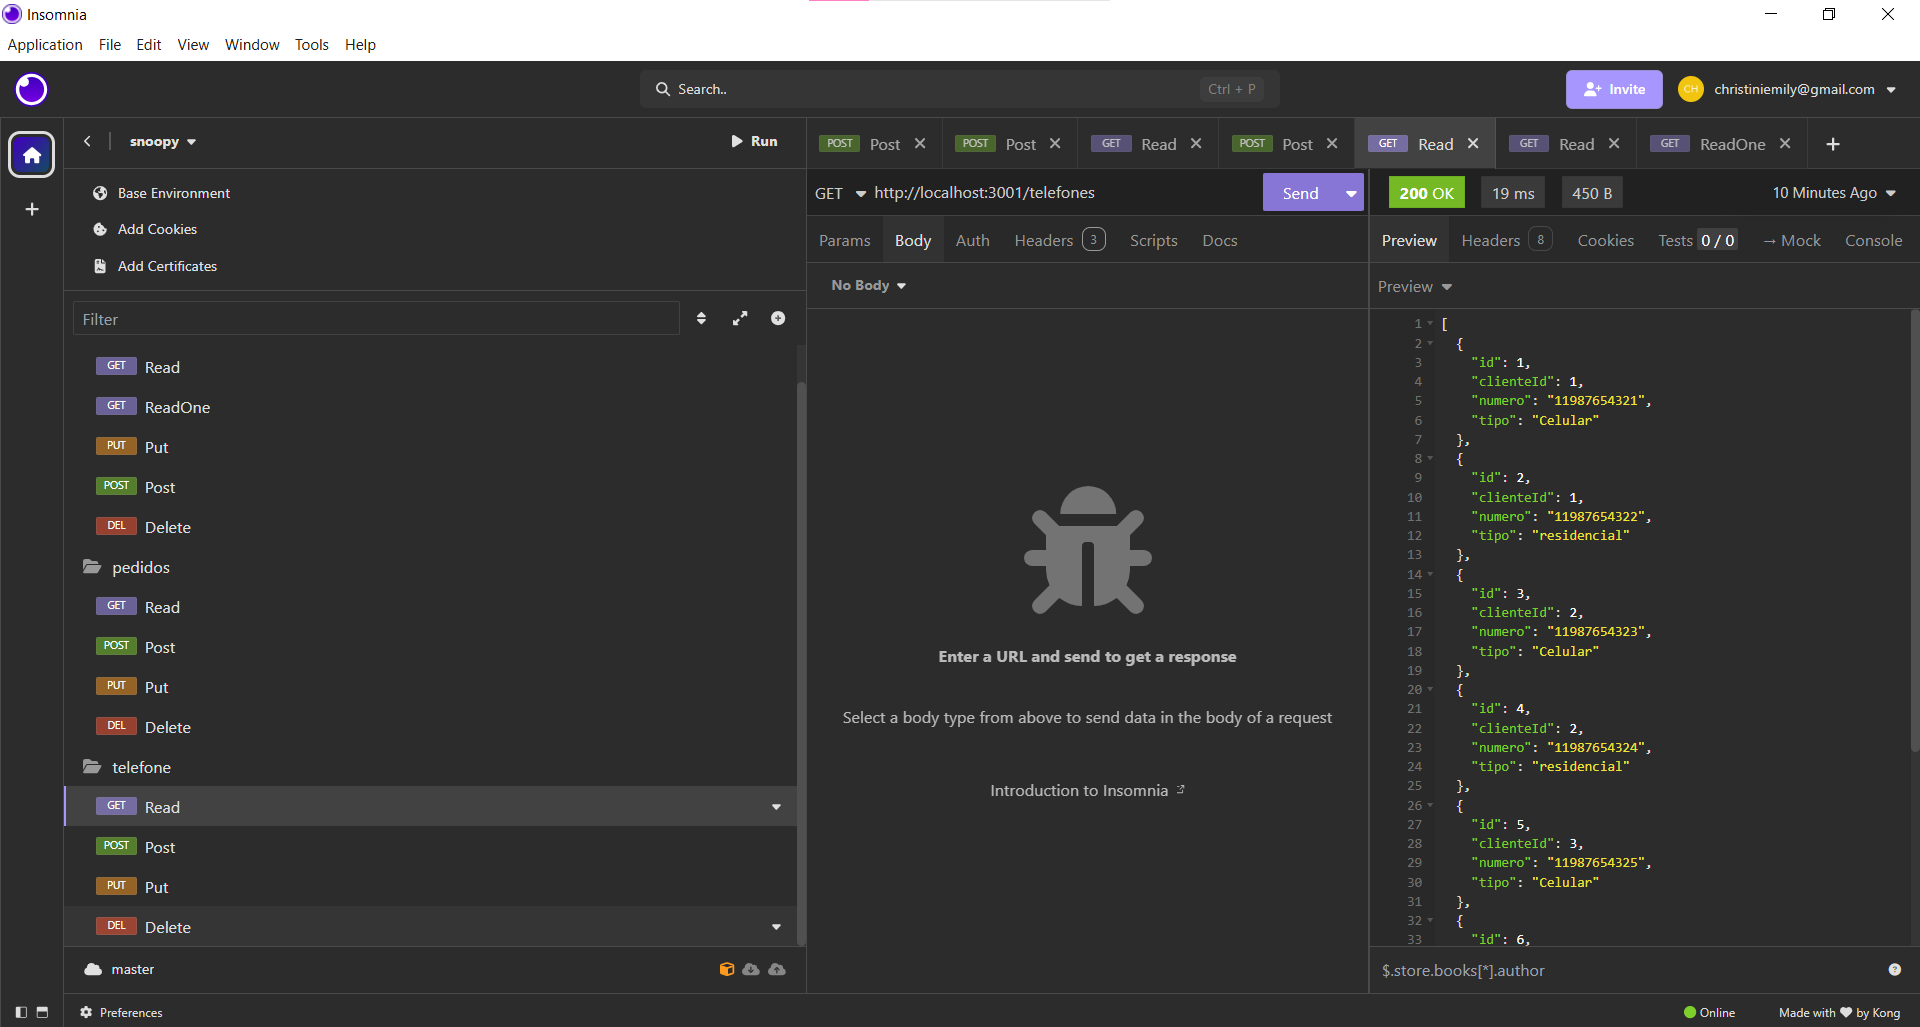 Insomnia
Application File Edit View Window Tools Help
Search.. Ctrl + P
Invite
CH christiniemily@gmail.com
snoopy
Run
POST Post
POST Post
GET Read
POST Post
GET Read
GET Read
GET ReadOne
Base Environment
Add Cookies
Add Certificates
Filter
GET Read
GET ReadOne
PUT Put
POST Post
DEL Delete
pedidos
GET Read
POST Post
PUT Put
DEL Delete
telefone
GET Read
POST Post
PUT Put
DEL Delete
master
GET http://localhost:3001/telefones Send
Params Body Auth Headers 3 Scripts Docs
No Body
Enter a URL and send to get a response
Select a body type from above to send data in the body of a request
Introduction to Insomnia
200 OK 19 ms 450 B 10 Minutes Ago
Preview Headers 8 Cookies Tests 0 / 0 → Mock Console
Preview
1 [
2 {
3 "id": 1,
4 "clienteId": 1,
5 "numero": "11987654321",
6 "tipo": "Celular"
7 },
8 {
9 "id": 2,
10 "clienteId": 1,
11 "numero": "11987654322",
12 "tipo": "residencial"
13 },
14 {
15 "id": 3,
16 "clienteId": 2,
17 "numero": "11987654323",
18 "tipo": "Celular"
19 },
20 {
21 "id": 4,
22 "clienteId": 2,
23 "numero": "11987654324",
24 "tipo": "residencial"
25 },
26 {
27 "id": 5,
28 "clienteId": 3,
29 "numero": "11987654325",
30 "tipo": "Celular"
31 },
32 {
33 "id": 6,
$.store.books[*].author
Preferences
Online
Made with ♥ by Kong